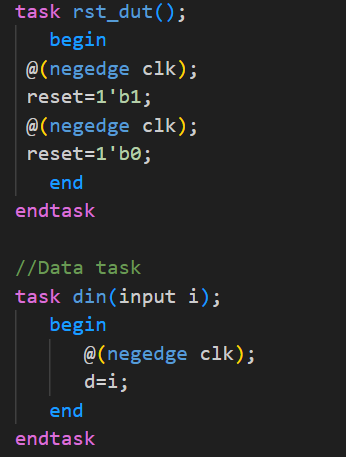 task rst_dut();
begin
@(negedge clk);
reset=1'b1;
@(negedge clk);
reset=1'b0;
end
endtask
//Data task
task din(input i);
begin
@(negedge clk);
d=i;
end
endtask